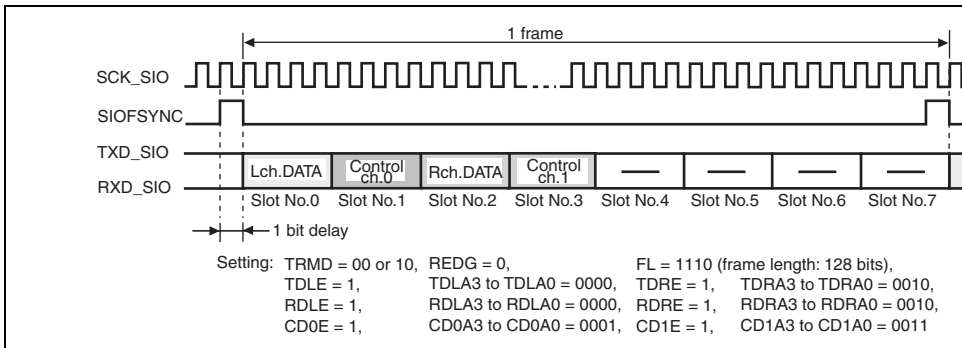 1 frame
SCK_SIO
SIOFSYNC
TXD_SIO
RXD_SIO
Lch.DATA Control ch.0 Rch.DATA Control ch.1
Slot No.0 Slot No.1 Slot No.2 Slot No.3 Slot No.4 Slot No.5 Slot No.6 Slot No.7
1 bit delay
Setting: TRMD = 00 or 10, REDG = 0, FL = 1110 (frame length: 128 bits),
TDLE = 1, TDLA3 to TDLA0 = 0000, TDRE = 1, TDRA3 to TDRA0 = 0010,
RDLE = 1, RDLA3 to RDLA0 = 0000, RDRE = 1, RDRA3 to RDRA0 = 0010,
CD0E = 1, CD0A3 to CD0A0 = 0001, CD1E = 1, CD1A3 to CD1A0 = 0011